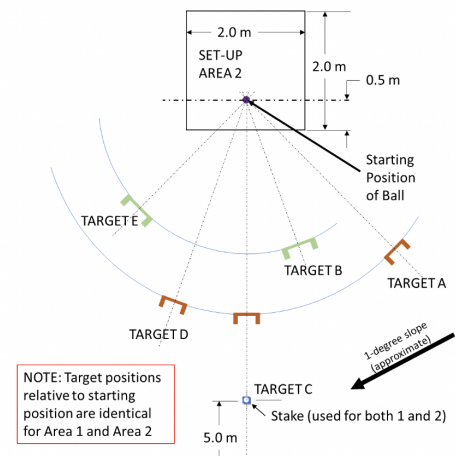 2.0 m
SET-UP
AREA 2
2.0 m
0.5 m
Starting
Position
of Ball
TARGET E
TARGET B
TARGET A
TARGET D
1-degree slope
(approximate)
TARGET C
Stake (used for both 1 and 2)
5.0 m
NOTE: Target positions
relative to starting
position are identical
for Area 1 and Area 2